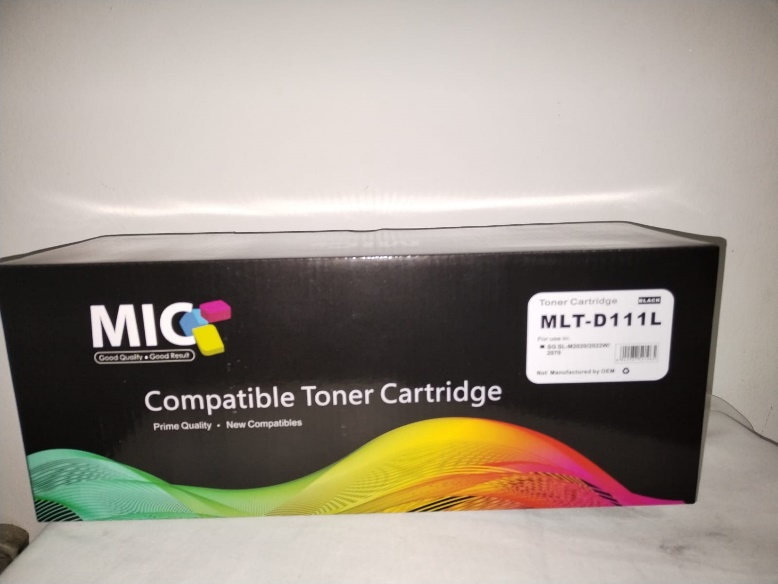 MIC
Good Quality • Good Result
Compatible Toner Cartridge
Prime Quality • New Compatibles
Toner Cartridge BLACK
MLT-D111L
For use in:
2070
Not Manufactured by OEM